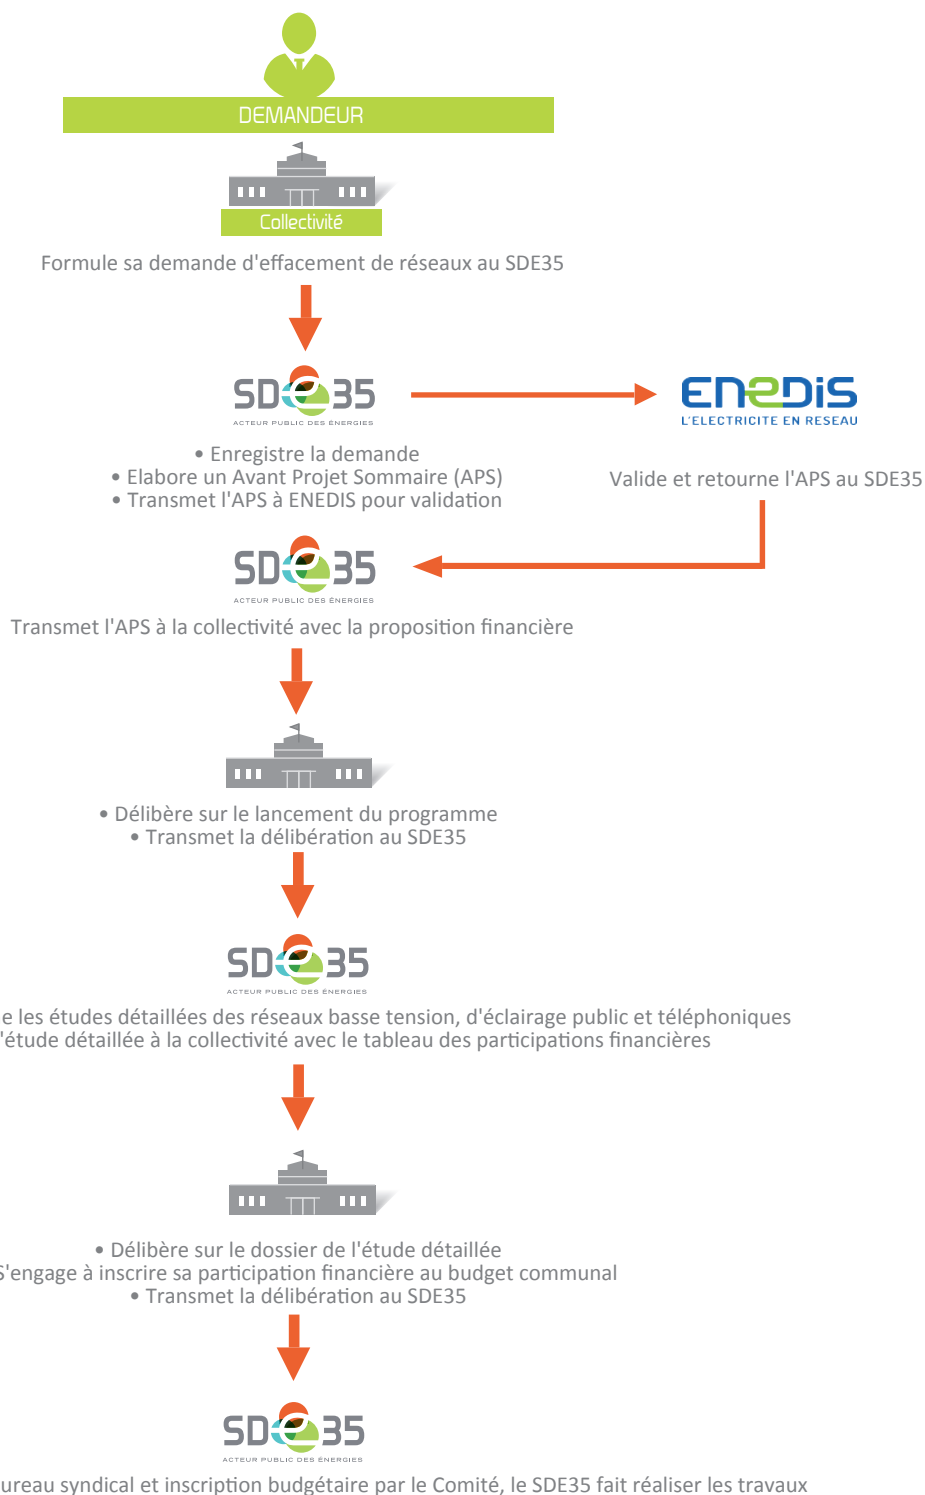 DEMANDEUR
Collectivité
Formule sa demande d'effacement de réseaux au SDE35
SDe35
ACTEUR PUBLIC DES ÉNERGIES
ENEDIS
L'ELECTRICITE EN RESEAU
• Enregistre la demande
• Elabore un Avant Projet Sommaire (APS)
• Transmet l'APS à ENEDIS pour validation
Valide et retourne l'APS au SDE35
SDe35
ACTEUR PUBLIC DES ÉNERGIES
Transmet l'APS à la collectivité avec la proposition financière
• Délibère sur le lancement du programme
• Transmet la délibération au SDE35
SDe35
ACTEUR PUBLIC DES ÉNERGIES
les études détaillées des réseaux basse tension, d'éclairage public et téléphoniques
'étude détaillée à la collectivité avec le tableau des participations financières
• Délibère sur le dossier de l'étude détaillée
S'engage à inscrire sa participation financière au budget communal
• Transmet la délibération au SDE35
SDe35
ACTEUR PUBLIC DES ÉNERGIES
ureau syndical et inscription budgétaire par le Comité, le SDE35 fait réaliser les travaux